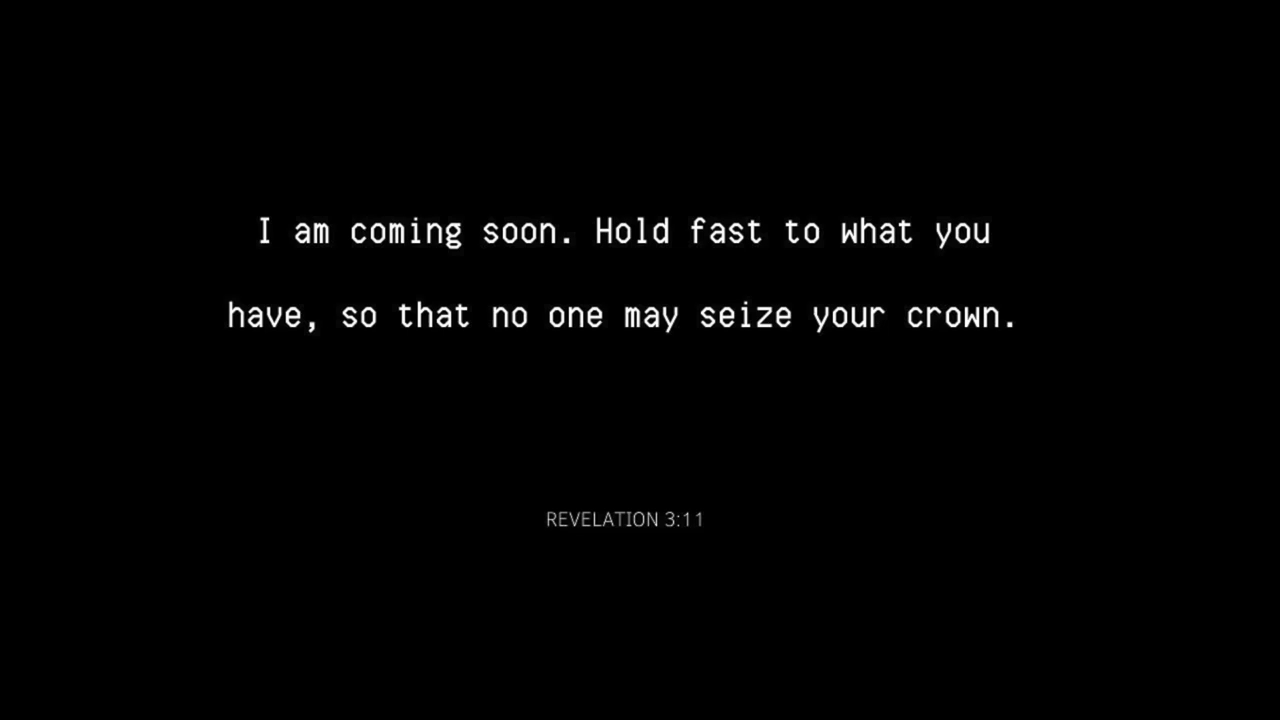 I am coming soon. Hold fast to what you
have, so that no one may seize your crown.
REVELATION 3:11